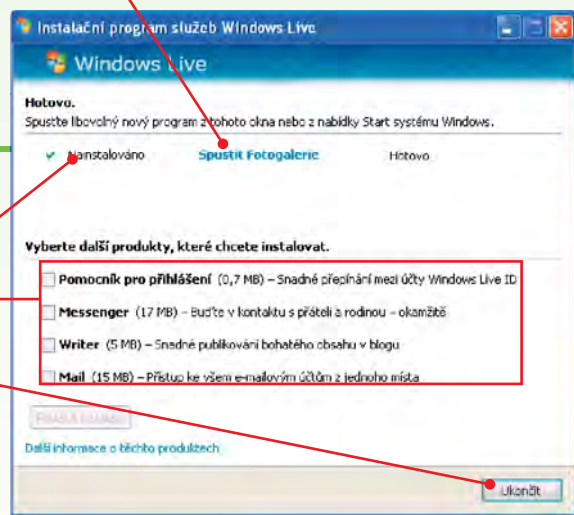 Instalační program služeb Windows Live
Windows Live
Hotovo.
Spusťte libovolný nový program z tohoto okna nebo z nabídky Start systému Windows.
Nainstalováno Spustit Fotogalerie Hotovo
Vyberte další produkty, které chcete instalovat.
Pomocník pro přihlášení (0,7 MB) – Snadné přepínání mezi účty Windows Live ID
Messenger (17 MB) – Buďte v kontaktu s přáteli a rodinou – okamžitě
Writer (5 MB) – Snadné publikování bohatého obsahu v blogu
Mail (15 MB) – Přístup ke všem e-mailovým účtům z jednoho místa
Další informace o těchto produktech
Ukončit